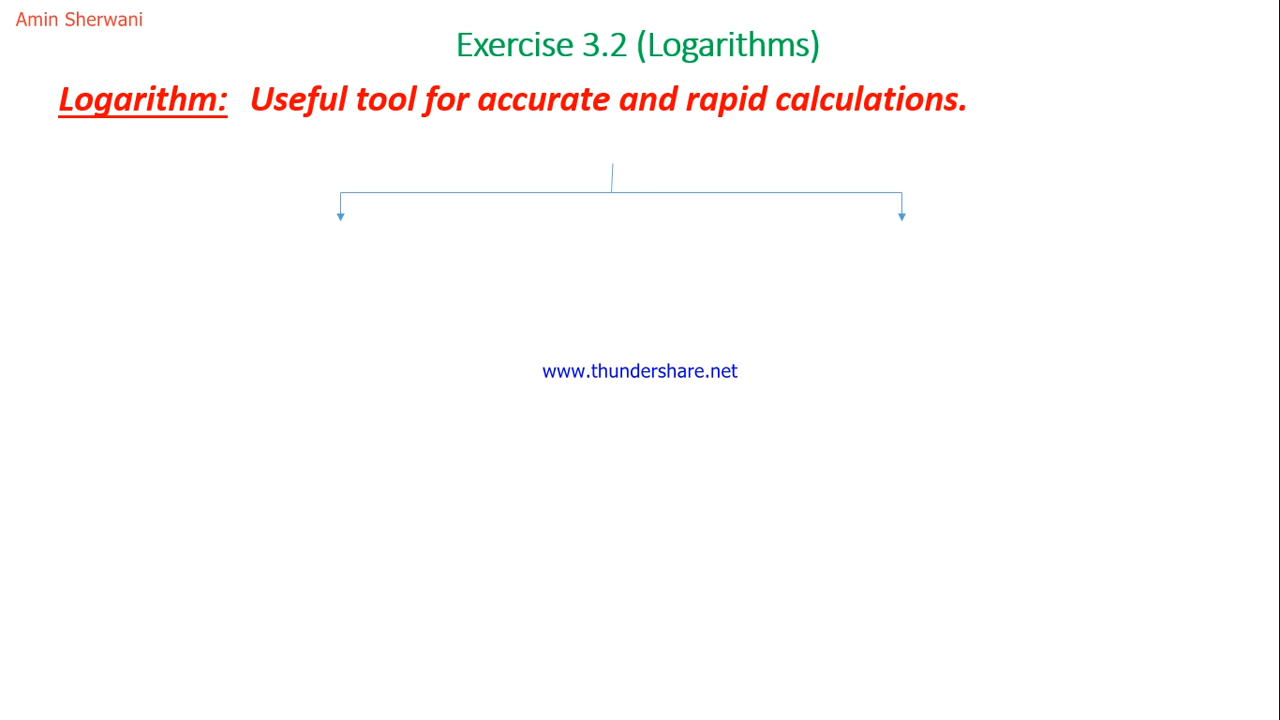 Amin Sherwani
Exercise 3.2 (Logarithms)
Logarithm: Useful tool for accurate and rapid calculations.
www.thundershare.net